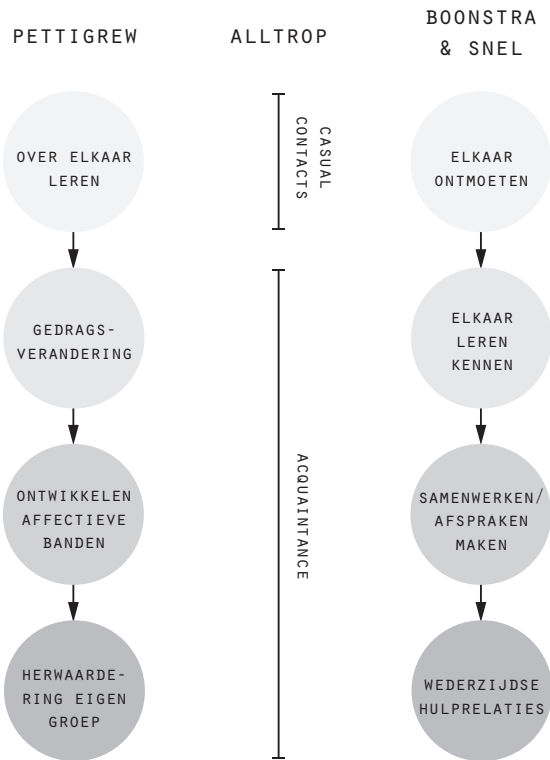 PETTIGREW
ALLTROP
BOONSTRA
& SNEL
OVER ELKAAR
LEREN
GEDRAGS-
VERANDERING
ONTWIKKELEN
AFFECTIEVE
BANDEN
HERWAARDE-
RING EIGEN
GROEP
CASUAL
CONTACTS
ACQUAINTANCE
ELKAAR
ONTMOETEN
ELKAAR
LEREN
KENNEN
SAMENWERKEN/
AFSPRAKEN
MAKEN
WEDERZIJDSE
HULPRELATIES